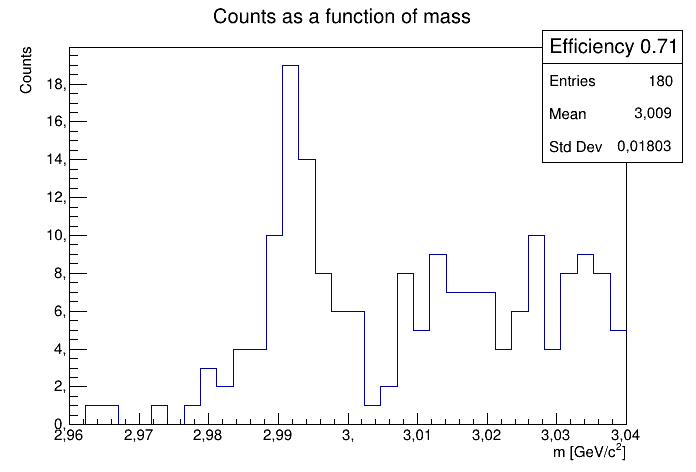 Counts as a function of mass
Efficiency 0.71
Entries 180
Mean 3,009
Std Dev 0,01803
Counts
18,
16,
14,
12,
10,
8,
6,
4,
2,
0,
2,96 2,97 2,98 2,99 3, 3,01 3,02 3,03 3,04
m [GeV/c²]